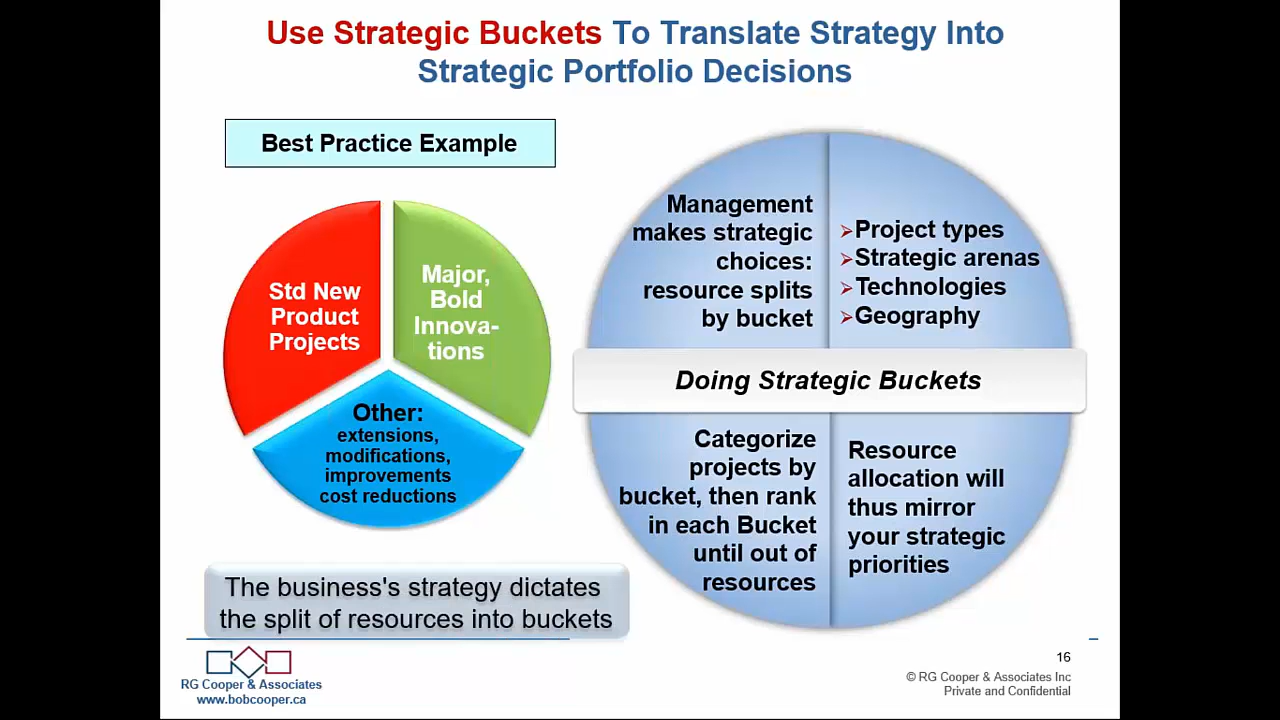 Use Strategic Buckets To Translate Strategy Into
Strategic Portfolio Decisions
Best Practice Example
Std New
Product
Projects
Major,
Bold
Innova-
tions
Other:
extensions,
modifications,
improvements
cost reductions
The business's strategy dictates
the split of resources into buckets
Management
makes strategic
choices:
resource splits
by bucket
➢Project types
➢Strategic arenas
➢Technologies
➢Geography
Doing Strategic Buckets
Categorize
projects by
bucket, then rank
in each Bucket
until out of
resources
Resource
allocation will
thus mirror
your strategic
priorities
RG Cooper & Associates
www.bobcooper.ca
16
© RG Cooper & Associates Inc
Private and Confidential